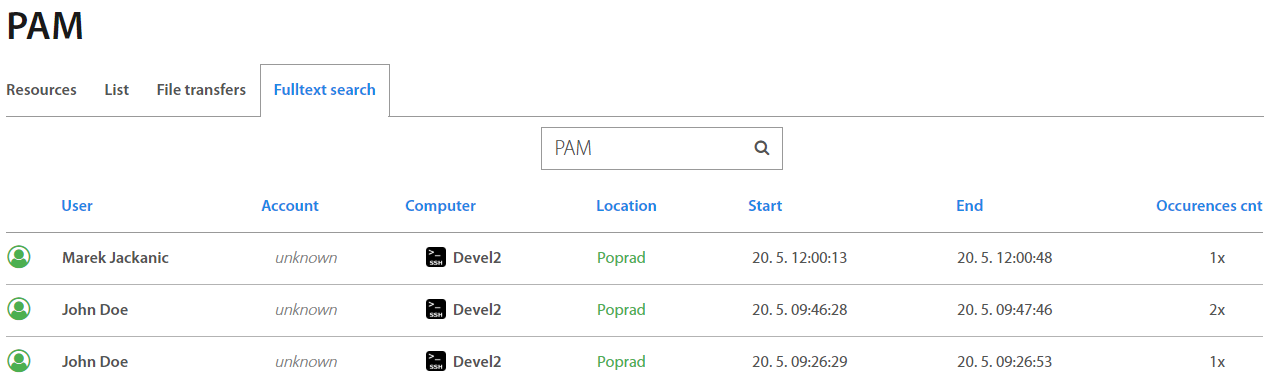 PAM
Resources List File transfers Fulltext search
PAM
User Account Computer Location Start End Occurences cnt
>_ SSH
Marek Jackanic unknown Devel2 Poprad 20. 5. 12:00:13 20. 5. 12:00:48 1x
>_ SSH
John Doe unknown Devel2 Poprad 20. 5. 09:46:28 20. 5. 09:47:46 2x
>_ SSH
John Doe unknown Devel2 Poprad 20. 5. 09:26:29 20. 5. 09:26:53 1x